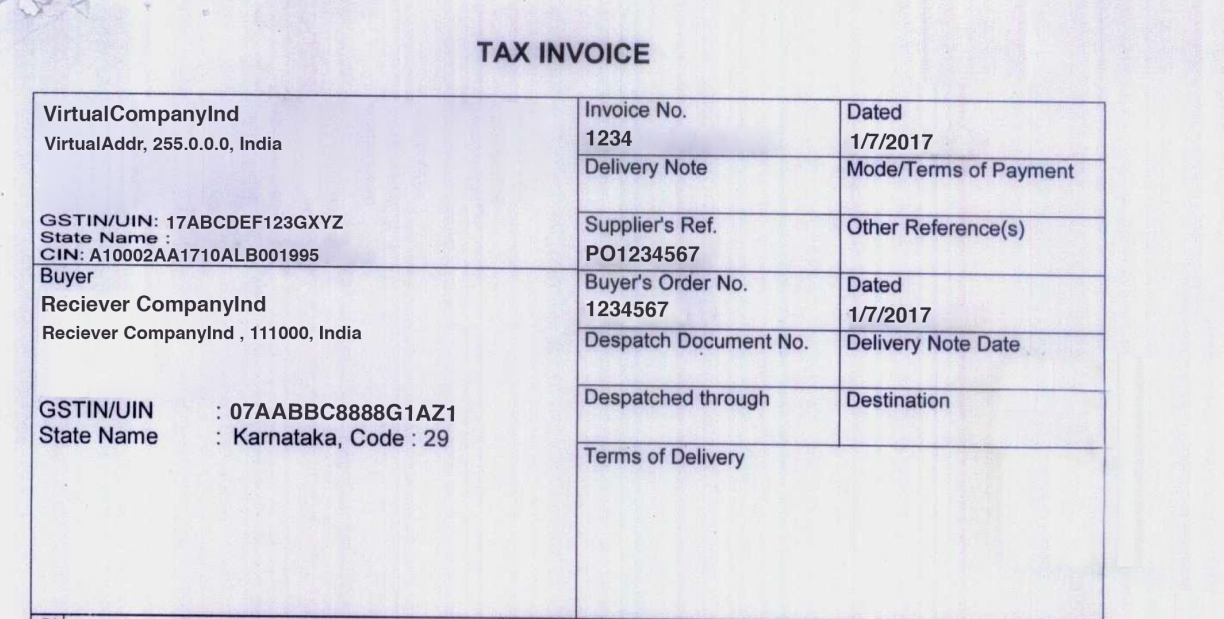 TAX INVOICE
VirtualCompanyInd
VirtualAddr, 255.0.0.0, India
GSTIN/UIN: 17ABCDEF123GXYZ
State Name :
CIN: A10002AA1710ALB001995
Buyer
Reciever CompanyInd
Reciever CompanyInd , 111000, India
GSTIN/UIN : 07AABBC8888G1AZ1
State Name : Karnataka, Code : 29
Invoice No.
1234
Dated
1/7/2017
Delivery Note
Mode/Terms of Payment
Supplier's Ref.
PO1234567
Other Reference(s)
Buyer's Order No.
1234567
Dated
1/7/2017
Despatch Document No.
Delivery Note Date
Despatched through
Destination
Terms of Delivery